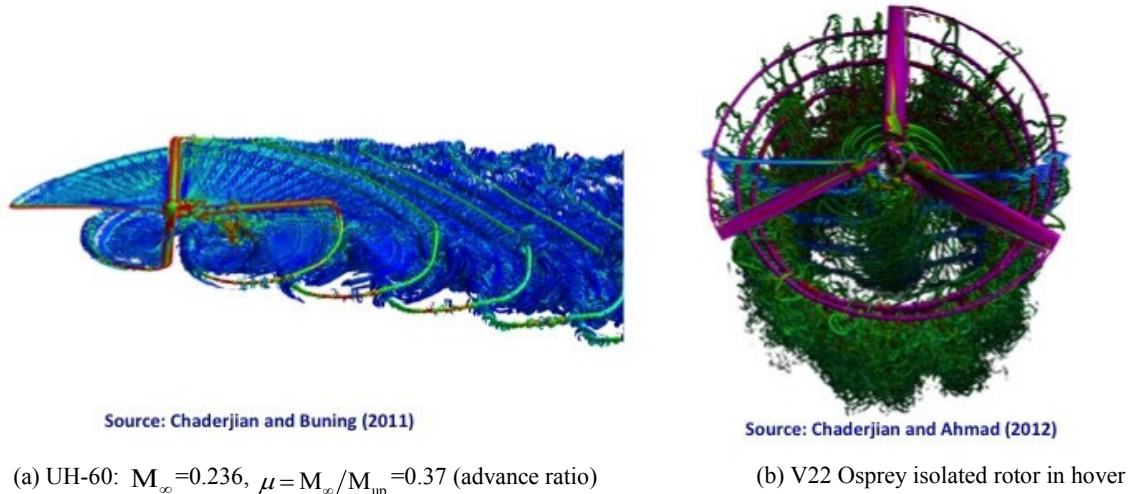 Source: Chaderjian and Buning (2011)
Source: Chaderjian and Ahmad (2012)
(a) UH-60: M∞=0.236, μ = M∞/Mup=0.37 (advance ratio)
(b) V22 Osprey isolated rotor in hover